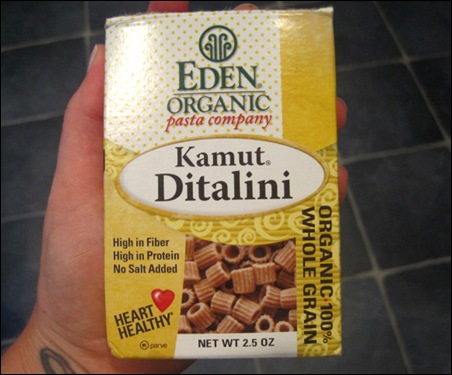 EDEN®
ORGANIC
pasta company
Kamut®
Ditalini
High in Fiber
High in Protein
No Salt Added
ORGANIC • 100%
WHOLE GRAIN
HEART
HEALTHY*
parve
NET WT 2.5 OZ